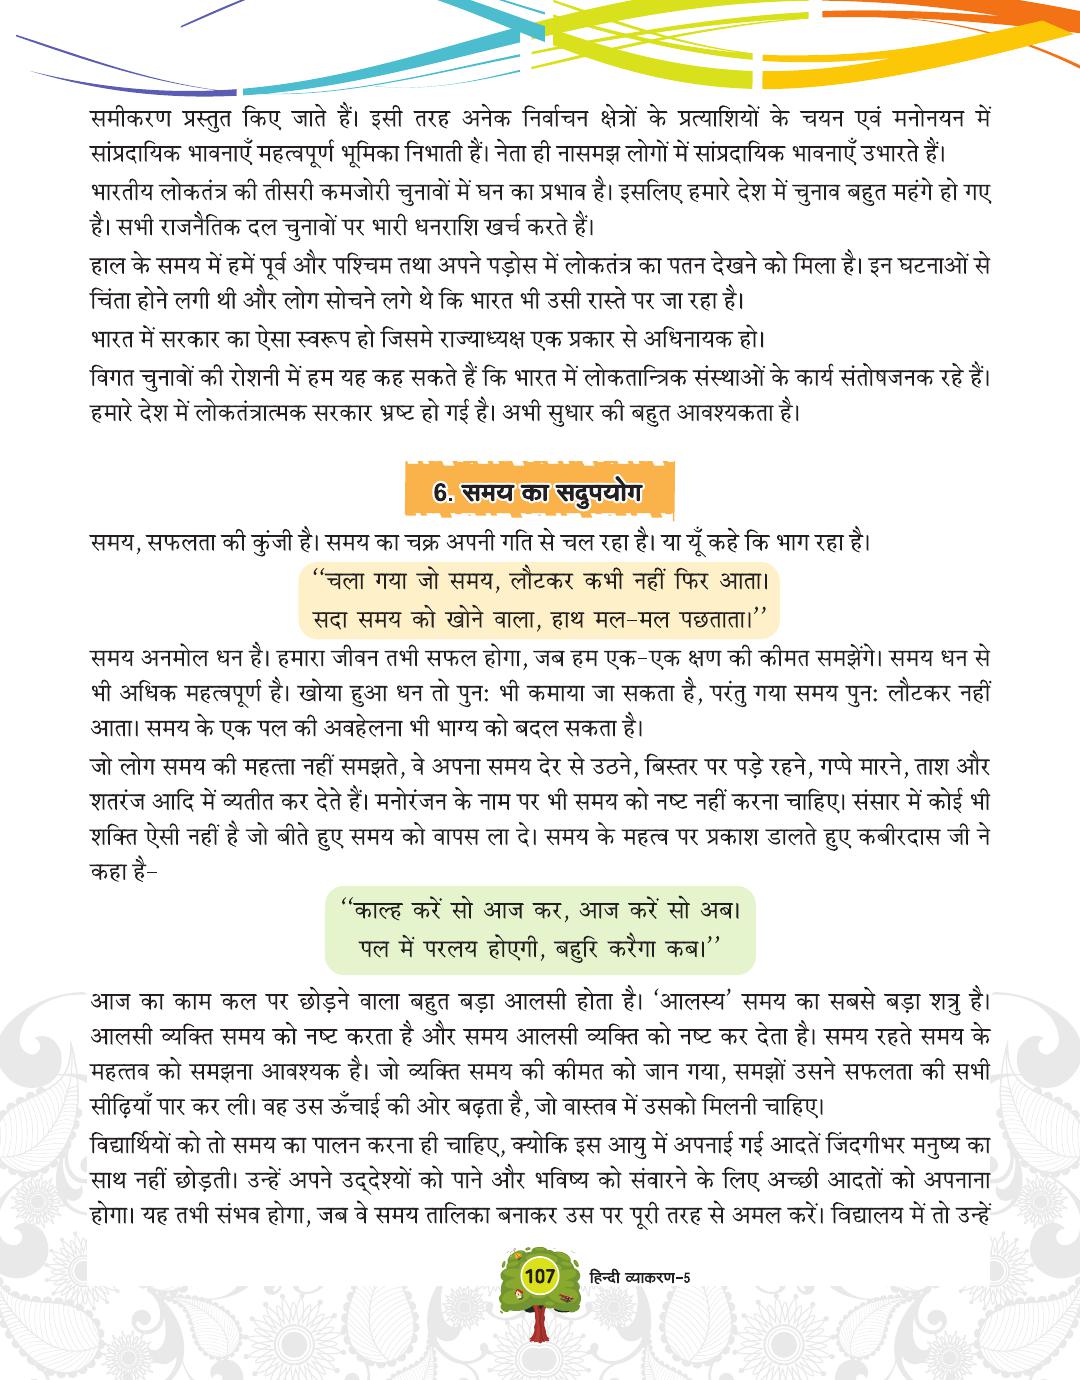 समीकरण प्रस्तुत किए जाते हैं। इसी तरह अनेक निर्वाचन क्षेत्रों के प्रत्याशियों के चयन एवं मनोनयन में
सांप्रदायिक भावनाएँ महत्वपूर्ण भूमिका निभाती हैं। नेता ही नासमझ लोगों में सांप्रदायिक भावनाएँ उभारते हैं।
भारतीय लोकतंत्र की तीसरी कमजोरी चुनावों में घन का प्रभाव है। इसलिए हमारे देश में चुनाव बहुत महंगे हो गए
है। सभी राजनैतिक दल चुनावों पर भारी धनराशि खर्च करते हैं।
हाल के समय में हमें पूर्व और पश्चिम तथा अपने पड़ोस में लोकतंत्र का पतन देखने को मिला है। इन घटनाओं से
चिंता होने लगी थी और लोग सोचने लगे थे कि भारत भी उसी रास्ते पर जा रहा है।
भारत में सरकार का ऐसा स्वरूप हो जिसमे राज्याध्यक्ष एक प्रकार से अधिनायक हो।
विगत चुनावों की रोशनी में हम यह कह सकते हैं कि भारत में लोकतान्त्रिक संस्थाओं के कार्य संतोषजनक रहे हैं।
हमारे देश में लोकतंत्रात्मक सरकार भ्रष्ट हो गई है। अभी सुधार की बहुत आवश्यकता है।
6. समय का सदुपयोग
समय, सफलता की कुंजी है। समय का चक्र अपनी गति से चल रहा है। या यूँ कहे कि भाग रहा है।
‘‘चला गया जो समय, लौटकर कभी नहीं फिर आता।
सदा समय को खोने वाला, हाथ मल-मल पछताता।’’
समय अनमोल धन है। हमारा जीवन तभी सफल होगा, जब हम एक-एक क्षण की कीमत समझेंगे। समय धन से
भी अधिक महत्वपूर्ण है। खोया हुआ धन तो पुन: भी कमाया जा सकता है, परंतु गया समय पुन: लौटकर नहीं
आता। समय के एक पल की अवहेलना भी भाग्य को बदल सकता है।
जो लोग समय की महत्ता नहीं समझते, वे अपना समय देर से उठने, बिस्तर पर पड़े रहने, गप्पे मारने, ताश और
शतरंज आदि में व्यतीत कर देते हैं। मनोरंजन के नाम पर भी समय को नष्ट नहीं करना चाहिए। संसार में कोई भी
शक्ति ऐसी नहीं है जो बीते हुए समय को वापस ला दे। समय के महत्व पर प्रकाश डालते हुए कबीरदास जी ने
कहा है-
‘‘काल्ह करें सो आज कर, आज करें सो अब।
पल में परलय होएगी, बहुरि करैगा कब।’’
आज का काम कल पर छोड़ने वाला बहुत बड़ा आलसी होता है। ‘आलस्य’ समय का सबसे बड़ा शत्रु है।
आलसी व्यक्ति समय को नष्ट करता है और समय आलसी व्यक्ति को नष्ट कर देता है। समय रहते समय के
महत्तव को समझना आवश्यक है। जो व्यक्ति समय की कीमत को जान गया, समझों उसने सफलता की सभी
सीढ़ियाँ पार कर ली। वह उस ऊँचाई की ओर बढ़ता है, जो वास्तव में उसको मिलनी चाहिए।
विद्यार्थियों को तो समय का पालन करना ही चाहिए, क्योकि इस आयु में अपनाई गई आदतें जिंदगीभर मनुष्य का
साथ नहीं छोड़ती। उन्हें अपने उद्‌देश्यों को पाने और भविष्य को संवारने के लिए अच्छी आदतों को अपनाना
होगा। यह तभी संभव होगा, जब वे समय तालिका बनाकर उस पर पूरी तरह से अमल करें। विद्यालय में तो उन्हें
107 हिन्दी व्याकरण-5